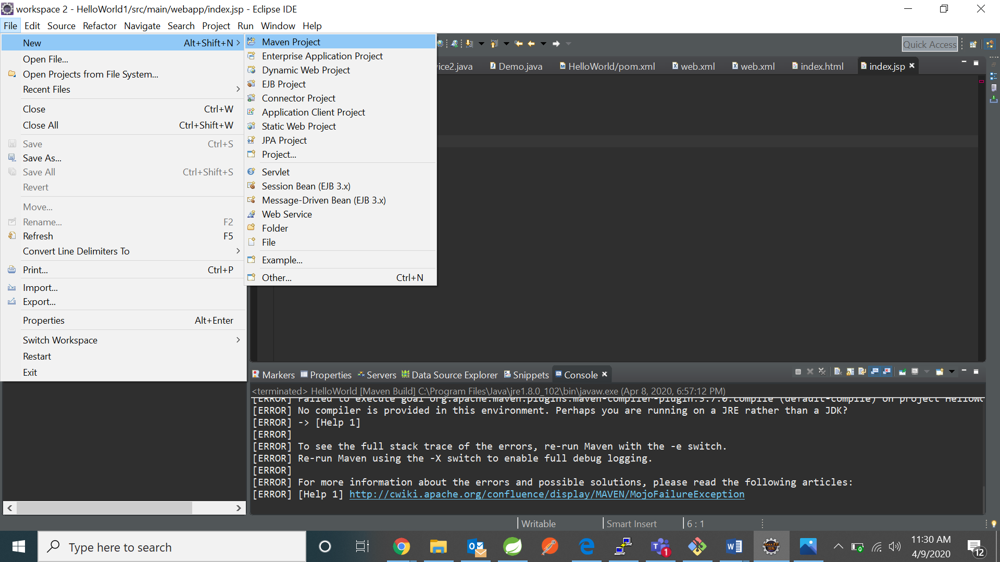 workspace 2 - HelloWorld1/src/main/webapp/index.jsp - Eclipse IDE
File Edit Source Refactor Navigate Search Project Run Window Help
New Alt+Shift+N
Open File...
Open Projects from File System...
Recent Files
Close Ctrl+W
Close All Ctrl+Shift+W
Save Ctrl+S
Save As...
Save All Ctrl+Shift+S
Revert
Move...
Rename... F2
Refresh F5
Convert Line Delimiters To
Print... Ctrl+P
Import...
Export...
Properties Alt+Enter
Switch Workspace
Restart
Exit
Maven Project
Enterprise Application Project
Dynamic Web Project
EJB Project
Connector Project
Application Client Project
Static Web Project
JPA Project
Project...
Servlet
Session Bean (EJB 3.x)
Message-Driven Bean (EJB 3.x)
Web Service
Folder
File
Example...
Other... Ctrl+N
Quick Access
vice2.java Demo.java HelloWorld/pom.xml web.xml web.xml index.html index.jsp
Markers Properties Servers Data Source Explorer Snippets Console
<terminated> HelloWorld [Maven Build] C:\Program Files\Java\jre1.8.0_102\bin\javaw.exe (Apr 8, 2020, 6:57:12 PM)
[ERROR] Failed to execute goal org.apache.maven.plugins:maven-compiler-plugin:3.7.0:compile (default-compile) on project HelloWo
[ERROR] No compiler is provided in this environment. Perhaps you are running on a JRE rather than a JDK?
[ERROR] -> [Help 1]
[ERROR]
[ERROR] To see the full stack trace of the errors, re-run Maven with the -e switch.
[ERROR] Re-run Maven using the -X switch to enable full debug logging.
[ERROR]
[ERROR] For more information about the errors and possible solutions, please read the following articles:
[ERROR] [Help 1] http://cwiki.apache.org/confluence/display/MAVEN/MojoFailureException
Writable Smart Insert 6 : 1
Type here to search
1
11:30 AM
4/9/2020
12